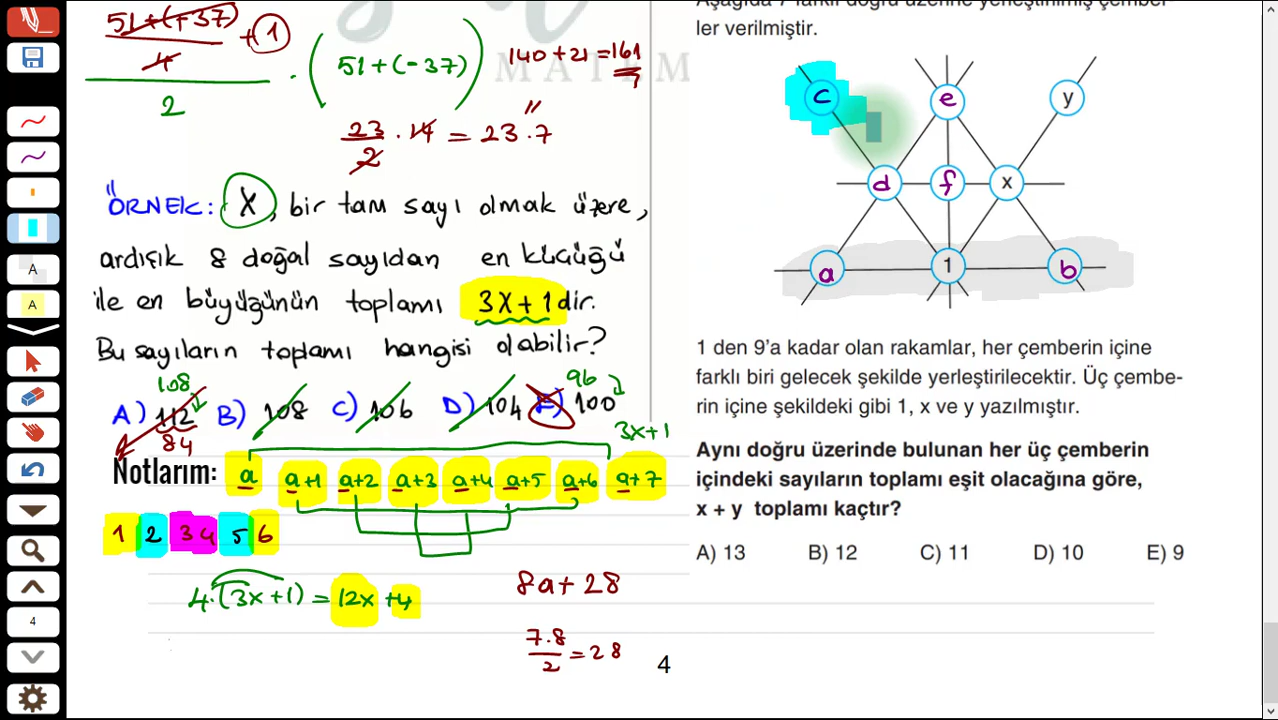 51+(-37)
4
+ 1
2
. ( 51+(-37) )
140+21=161
MATEM
23/2 . 14 = 23.7
ÖRNEK: X, bir tam sayı olmak üzere,
ardışık 8 doğal sayıdan en küçüğü
ile en büyüğünün toplamı 3X+1 dir.
Bu sayıların toplamı hangisi olabilir?
108
96
A) 112 B) 108 C) 106 D) 104 E) 100
84
3x+1
Notlarım: a a+1 a+2 a+3 a+4 a+5 a+6 a+7
1 2 3 4 5 6
4.(3x+1) = 12x +4
8a+28
7.8/2 = 28
4
ler verilmiştir.
c e y
d f x
a 1 b
1 den 9'a kadar olan rakamlar, her çemberin içine
farklı biri gelecek şekilde yerleştirilecektir. Üç çembe-
rin içine şekildeki gibi 1, x ve y yazılmıştır.
Aynı doğru üzerinde bulunan her üç çemberin
içindeki sayıların toplamı eşit olacağına göre,
x + y toplamı kaçtır?
A) 13 B) 12 C) 11 D) 10 E) 9
A
A
4